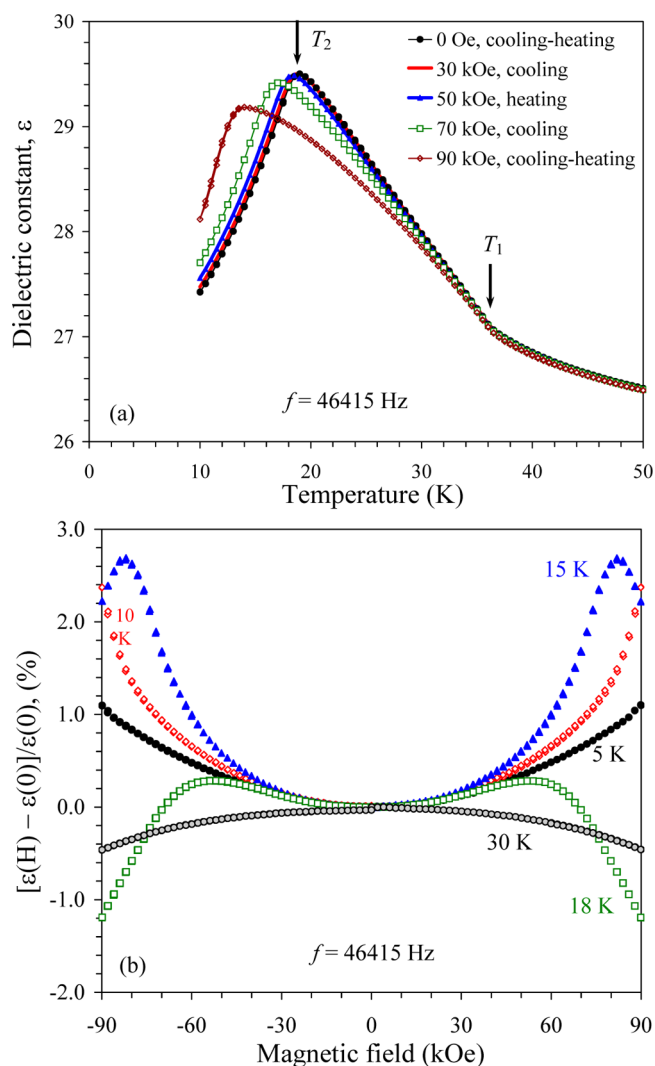 30
29
28
27
26
Dielectric constant, ε
T2
0 Oe, cooling-heating
30 kOe, cooling
50 kOe, heating
70 kOe, cooling
90 kOe, cooling-heating
T1
(a)
f = 46415 Hz
0 10 20 30 40 50
Temperature (K)
3.0
2.0
1.0
0.0
-1.0
-2.0
[ε(H) − ε(0)]/ε(0), (%)
15 K
10
K
5 K
30 K
18 K
(b)
f = 46415 Hz
-90 -60 -30 0 30 60 90
Magnetic field (kOe)